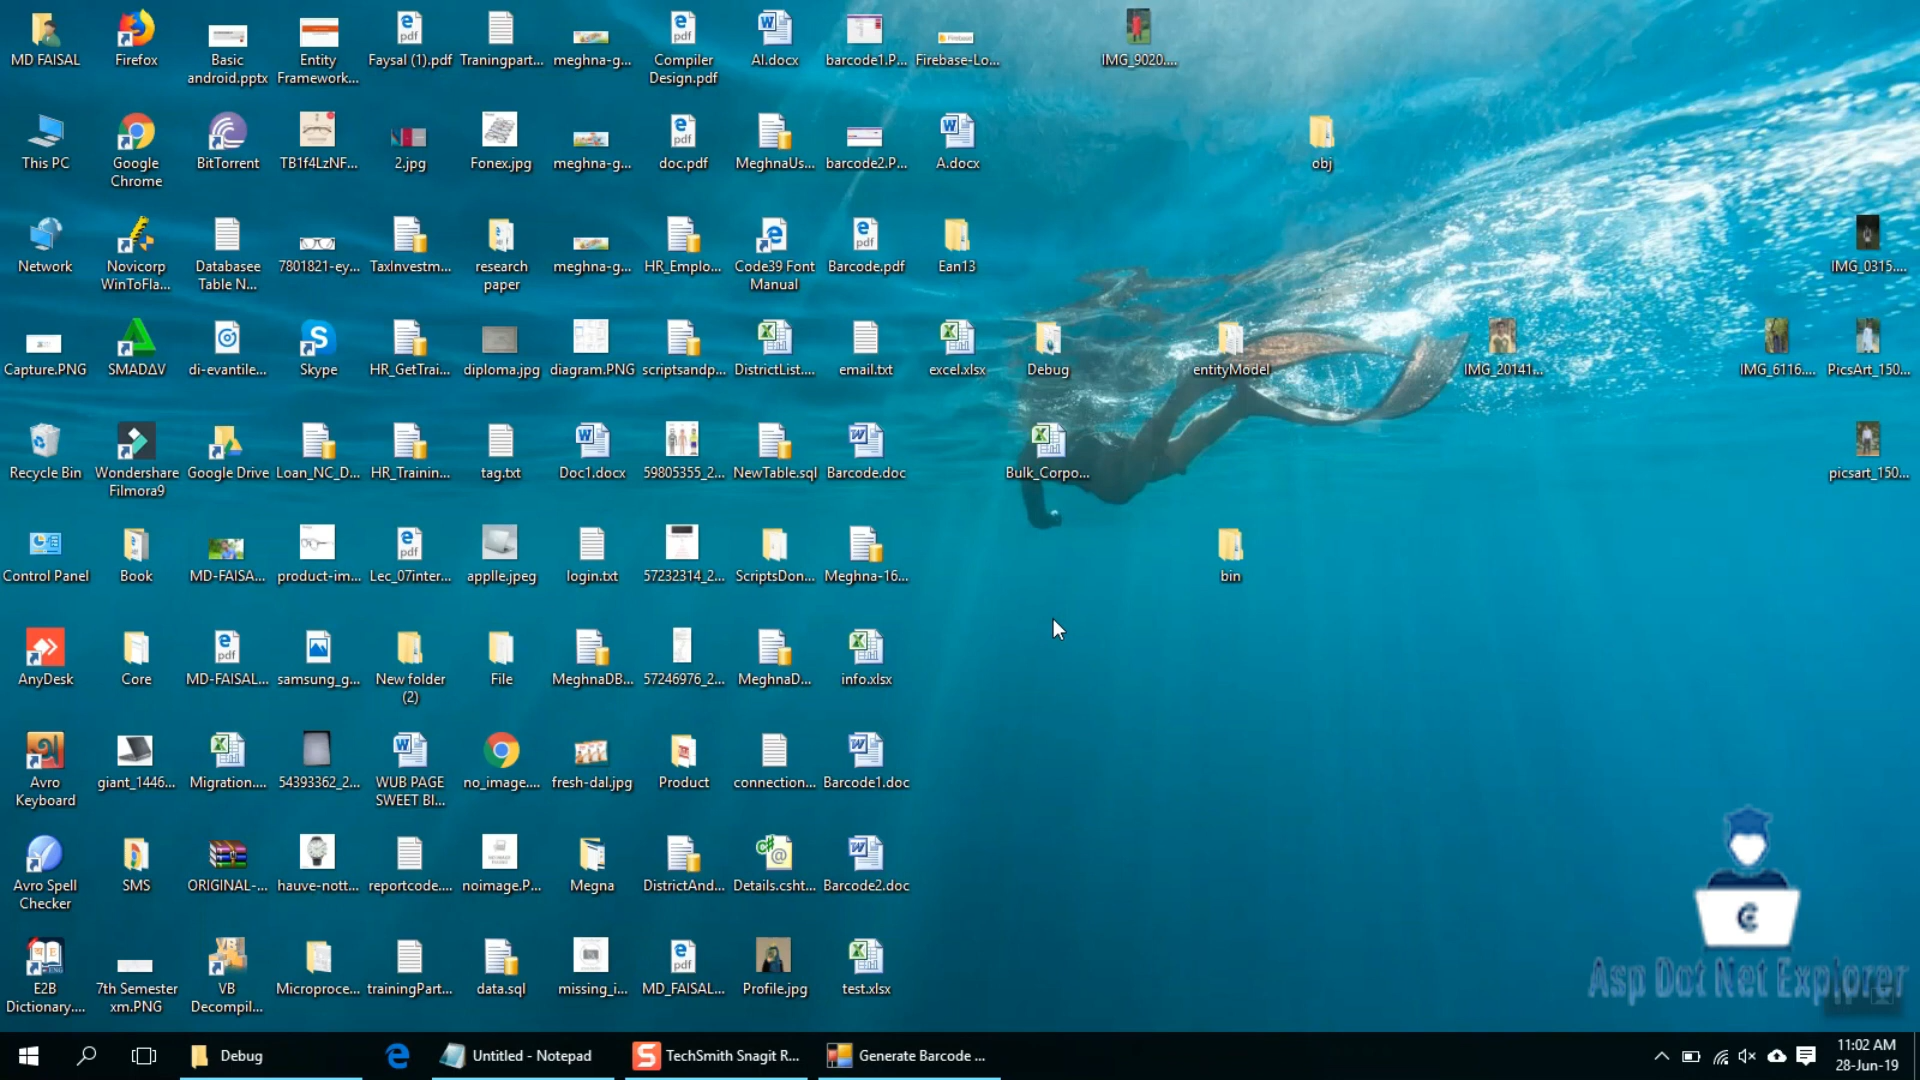 MD FAISAL
Firefox
Basic
android.pptx
Entity
Framework...
Faysal (1).pdf
Traningpart...
meghna-g...
Compiler
Design.pdf
AI.docx
barcode1.P...
Firebase-Lo...
IMG_9020....
This PC
Google
Chrome
BitTorrent
TB1f4LzNF...
2.jpg
Fonex.jpg
meghna-g...
doc.pdf
MeghnaUs...
barcode2.P...
A.docx
obj
Network
Novicorp
WinToFla...
Databasee
Table N...
7801821-ey...
TaxInvestm...
research
paper
meghna-g...
HR_Emplo...
Code39 Font
Manual
Barcode.pdf
Ean13
IMG_0315....
Capture.PNG
SMADΔV
di-evantile...
Skype
HR_GetTrai...
diploma.jpg
diagram.PNG
scriptsandp...
DistrictList....
email.txt
excel.xlsx
Debug
entityModel
IMG_20141...
IMG_6116....
PicsArt_150...
Recycle Bin
Wondershare
Filmora9
Google Drive
Loan_NC_D...
HR_Trainin...
tag.txt
Doc1.docx
59805355_2...
NewTable.sql
Barcode.doc
Bulk_Corpo...
picsart_150...
Control Panel
Book
MD-FAISA...
product-im...
Lec_07inter...
applle.jpeg
login.txt
57232314_2...
ScriptsDon...
Meghna-16...
bin
AnyDesk
Core
MD-FAISAL...
samsung_g...
New folder
(2)
File
MeghnaDB...
57246976_2...
MeghnaD...
info.xlsx
Avro
Keyboard
giant_1446...
Migration....
54393362_2...
WUB PAGE
SWEET BI...
no_image....
fresh-dal.jpg
Product
connection...
Barcode1.doc
Avro Spell
Checker
SMS
ORIGINAL-...
hauve-nott...
reportcode....
noimage.P...
Megna
DistrictAnd...
Details.csht...
Barcode2.doc
E2B
Dictionary....
7th Semester
xm.PNG
VB
Decompil...
Microproce...
trainingPart...
data.sql
missing_i...
MD_FAISAL...
Profile.jpg
test.xlsx
Asp Dot Net Explorer
Debug
Untitled - Notepad
TechSmith Snagit R...
Generate Barcode ...
11:02 AM
28-Jun-19